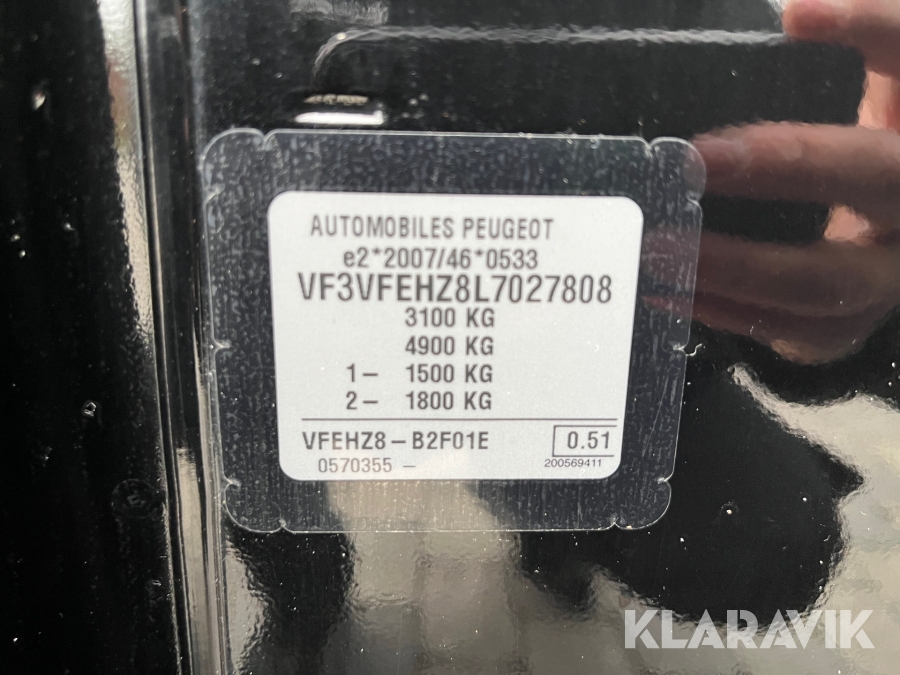 AUTOMOBILES PEUGEOT
e2*2007/46*0533
VF3VFEHZ8L7027808
3100 KG
4900 KG
1– 1500 KG
2– 1800 KG
VFEHZ8–B2F01E 0.51
0570355 – 200569411
KLARAVIK